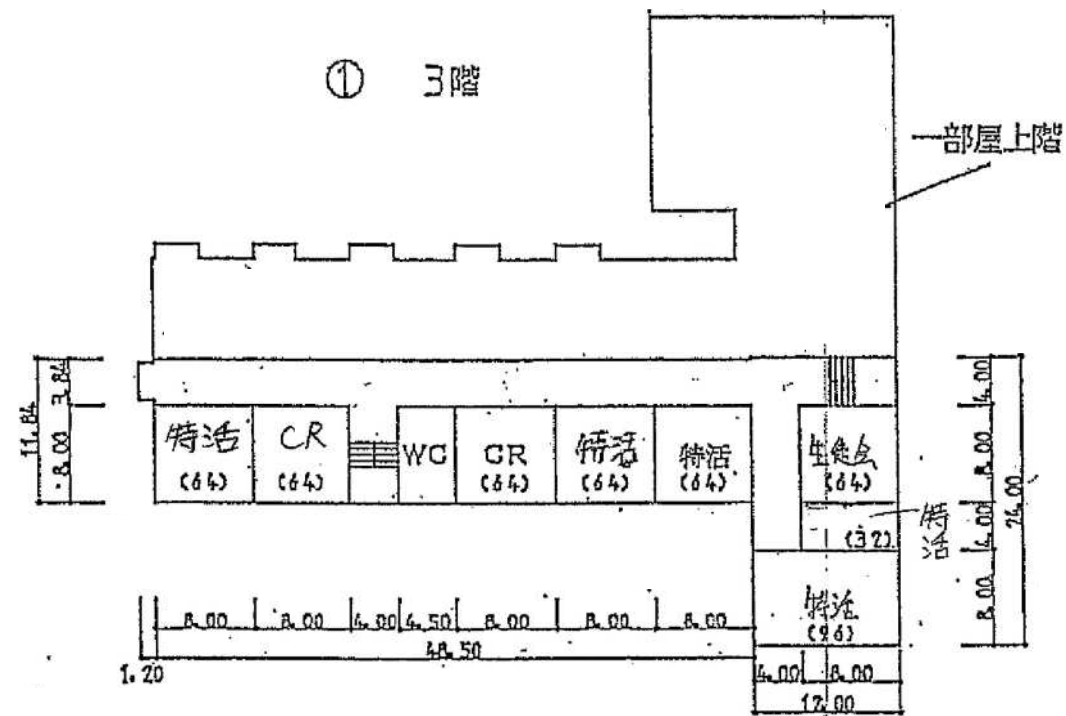 ① 3階
一部屋上階
特活 (64)
CR (64)
WC
CR (64)
特活 (64)
特活 (64)
生徒会 (64)
(32)
特活
特活 (96)
11.84
3.84
8.00
4.00
8.00
4.00
8.00
24.00
8.00 8.00 4.00 4.50 8.00 8.00 8.00
48.50
1.20
4.00 8.00
12.00